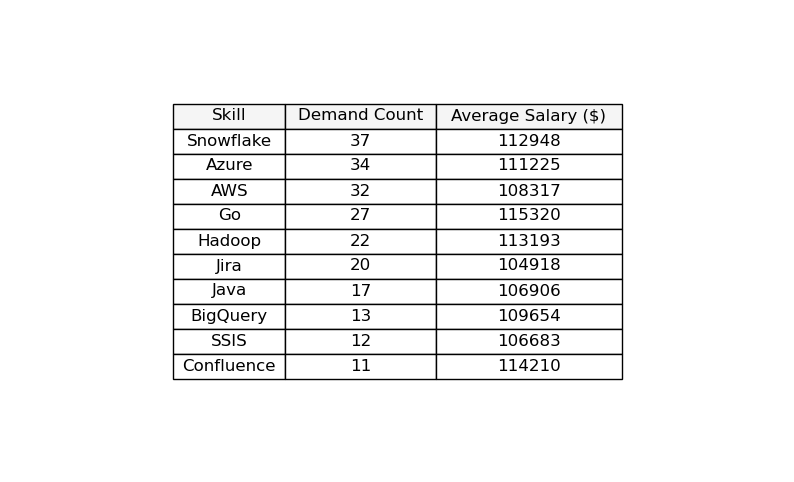 Skill Demand Count Average Salary ($)
Snowflake 37 112948
Azure 34 111225
AWS 32 108317
Go 27 115320
Hadoop 22 113193
Jira 20 104918
Java 17 106906
BigQuery 13 109654
SSIS 12 106683
Confluence 11 114210